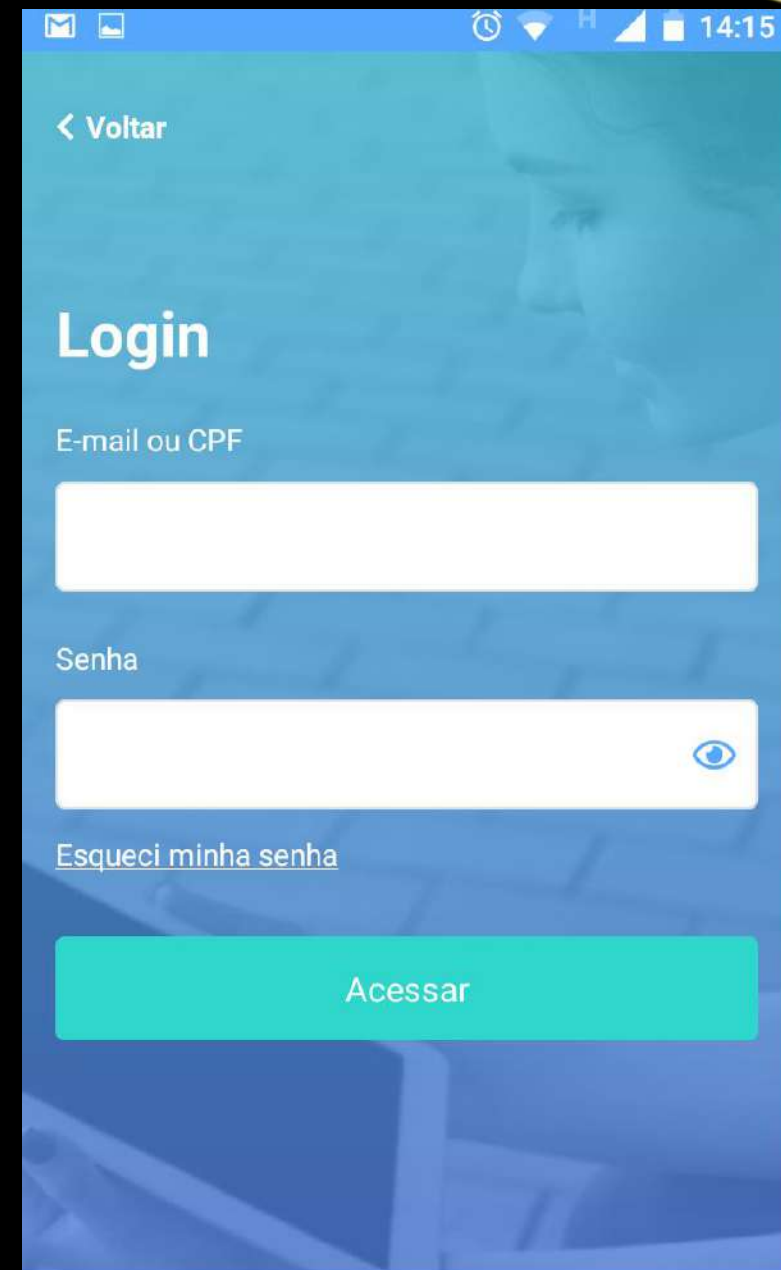 H 14:15
Voltar
Login
E-mail ou CPF
Senha
Esqueci minha senha
Acessar